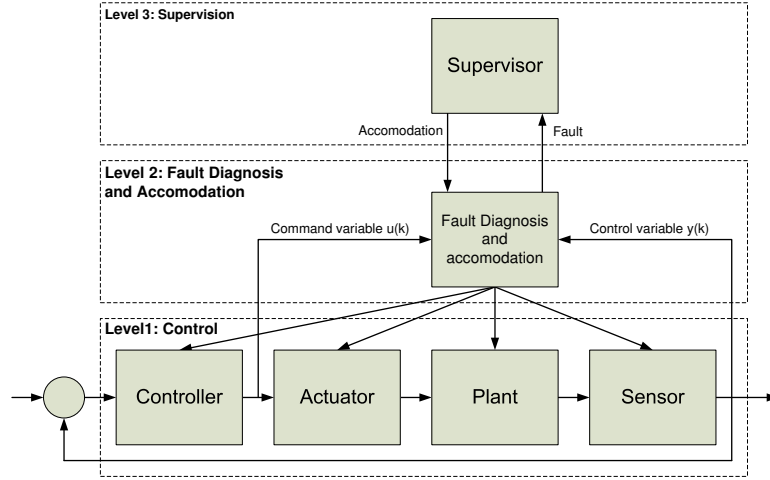 Level 3: Supervision
Supervisor
Accomodation
Fault
Level 2: Fault Diagnosis
and Accomodation
Fault Diagnosis
and
accomodation
Command variable u(k)
Control variable y(k)
Level1: Control
Controller
Actuator
Plant
Sensor